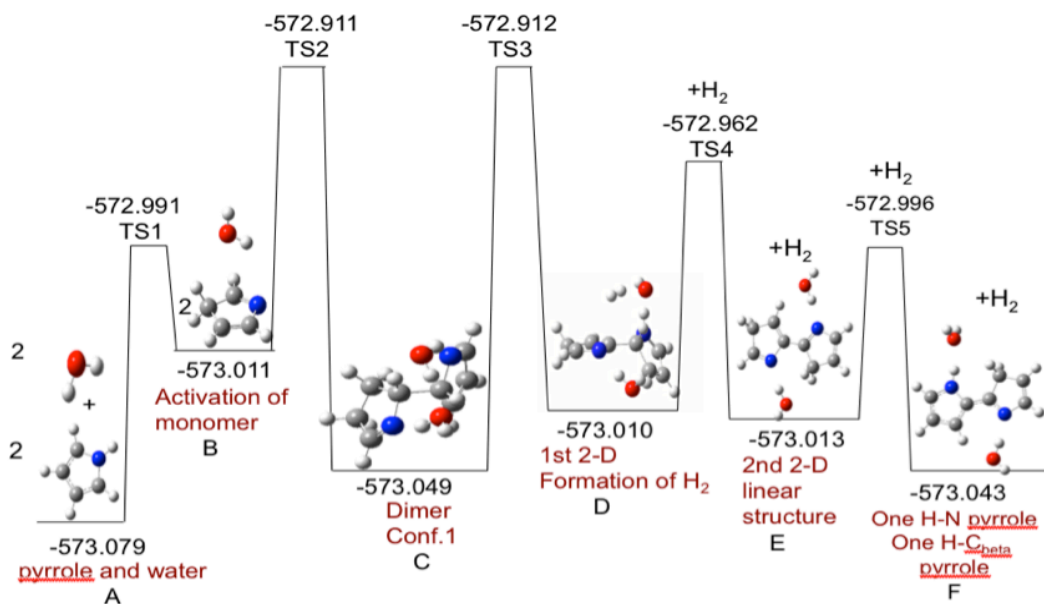 -572.911
TS2
-572.912
TS3
+H2
-572.962
TS4
+H2
-572.996
TS5
-572.991
TS1
2
-573.011
Activation of
monomer
B
2
+
2
-573.079
pyrrole and water
A
-573.049
Dimer
Conf.1
C
-573.010
1st 2-D
Formation of H2
D
+H2
-573.013
2nd 2-D
linear
structure
E
+H2
-573.043
One H-N pyrrole
One H-Cbeta
pyrrole
F